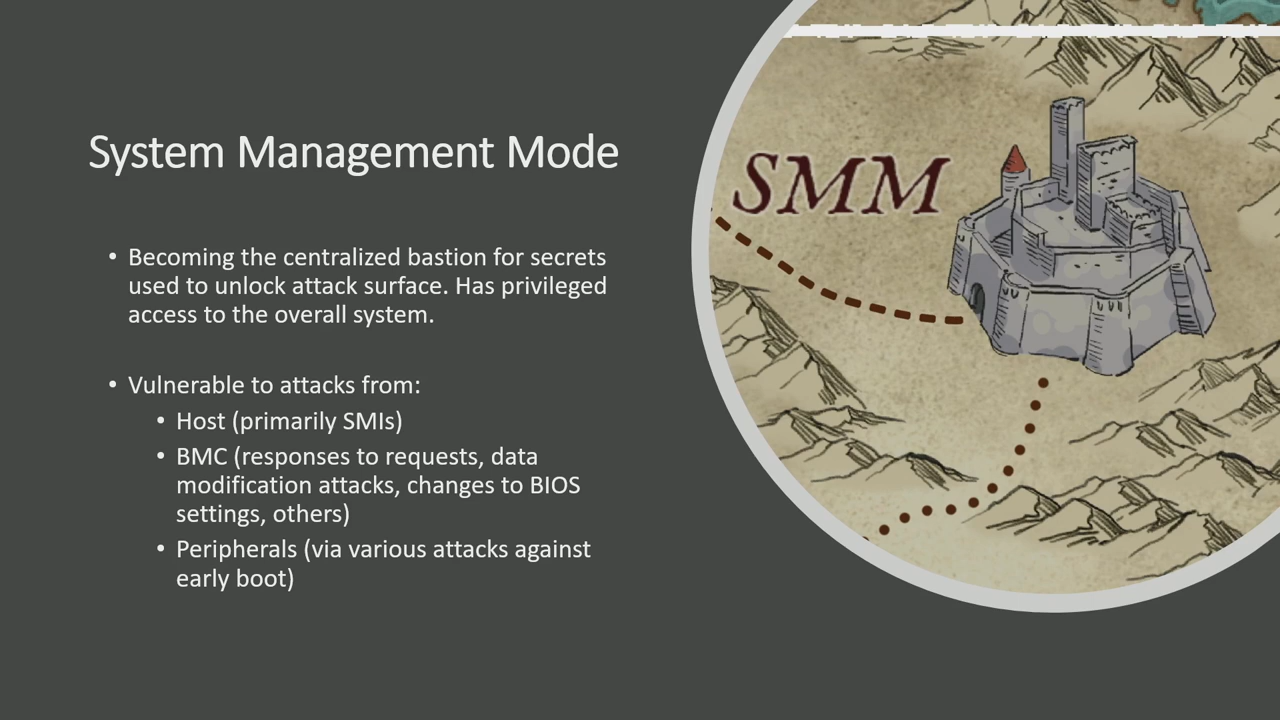 System Management Mode
• Becoming the centralized bastion for secrets
used to unlock attack surface. Has privileged
access to the overall system.
• Vulnerable to attacks from:
• Host (primarily SMIs)
• BMC (responses to requests, data
modification attacks, changes to BIOS
settings, others)
• Peripherals (via various attacks against
early boot)
SMM